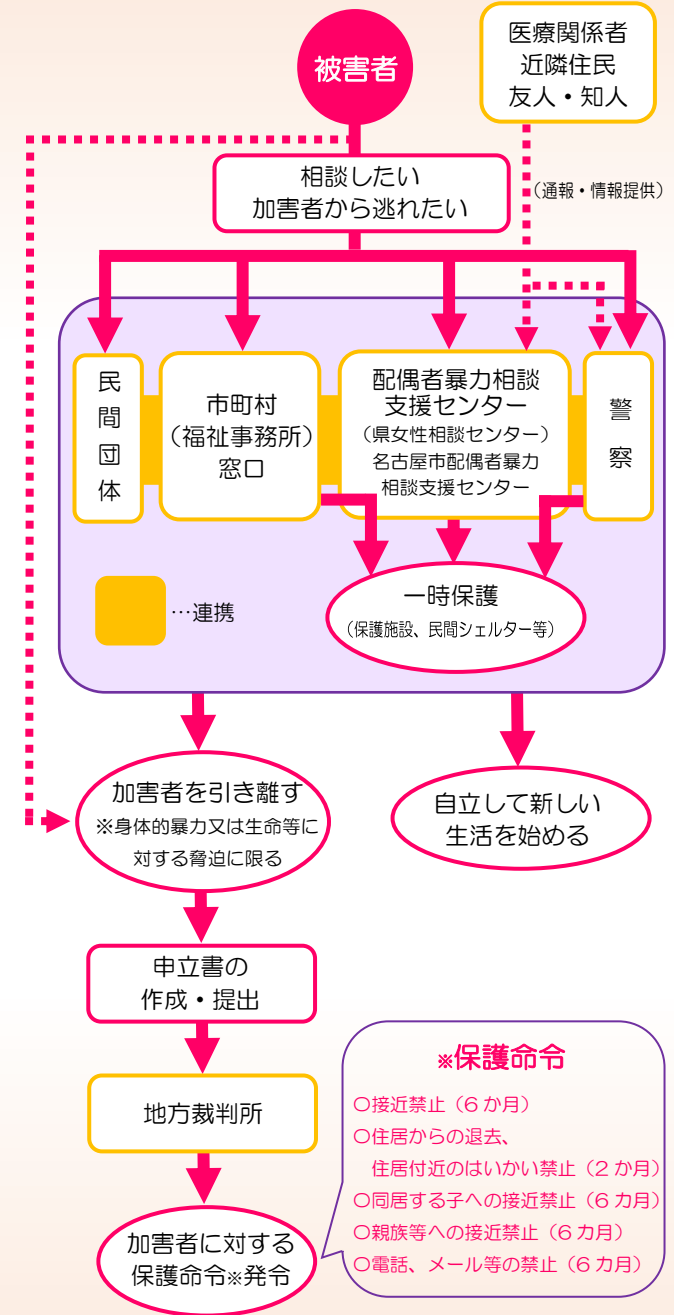 被害者
医療関係者
近隣住民
友人・知人
相談したい
加害者から逃れたい
（通報・情報提供）
民間団体
市町村
（福祉事務所）
窓口
配偶者暴力相談
支援センター
（県女性相談センター）
名古屋市配偶者暴力
相談支援センター
警察
…連携
一時保護
（保護施設、民間シェルター等）
加害者を引き離す
※身体的暴力又は生命等に
対する脅迫に限る
自立して新しい
生活を始める
申立書の
作成・提出
地方裁判所
加害者に対する
保護命令※発令
※保護命令
〇接近禁止（6か月）
〇住居からの退去、
住居付近のはいかい禁止（2か月）
〇同居する子への接近禁止（6カ月）
〇親族等への接近禁止（6カ月）
〇電話、メール等の禁止（6カ月）